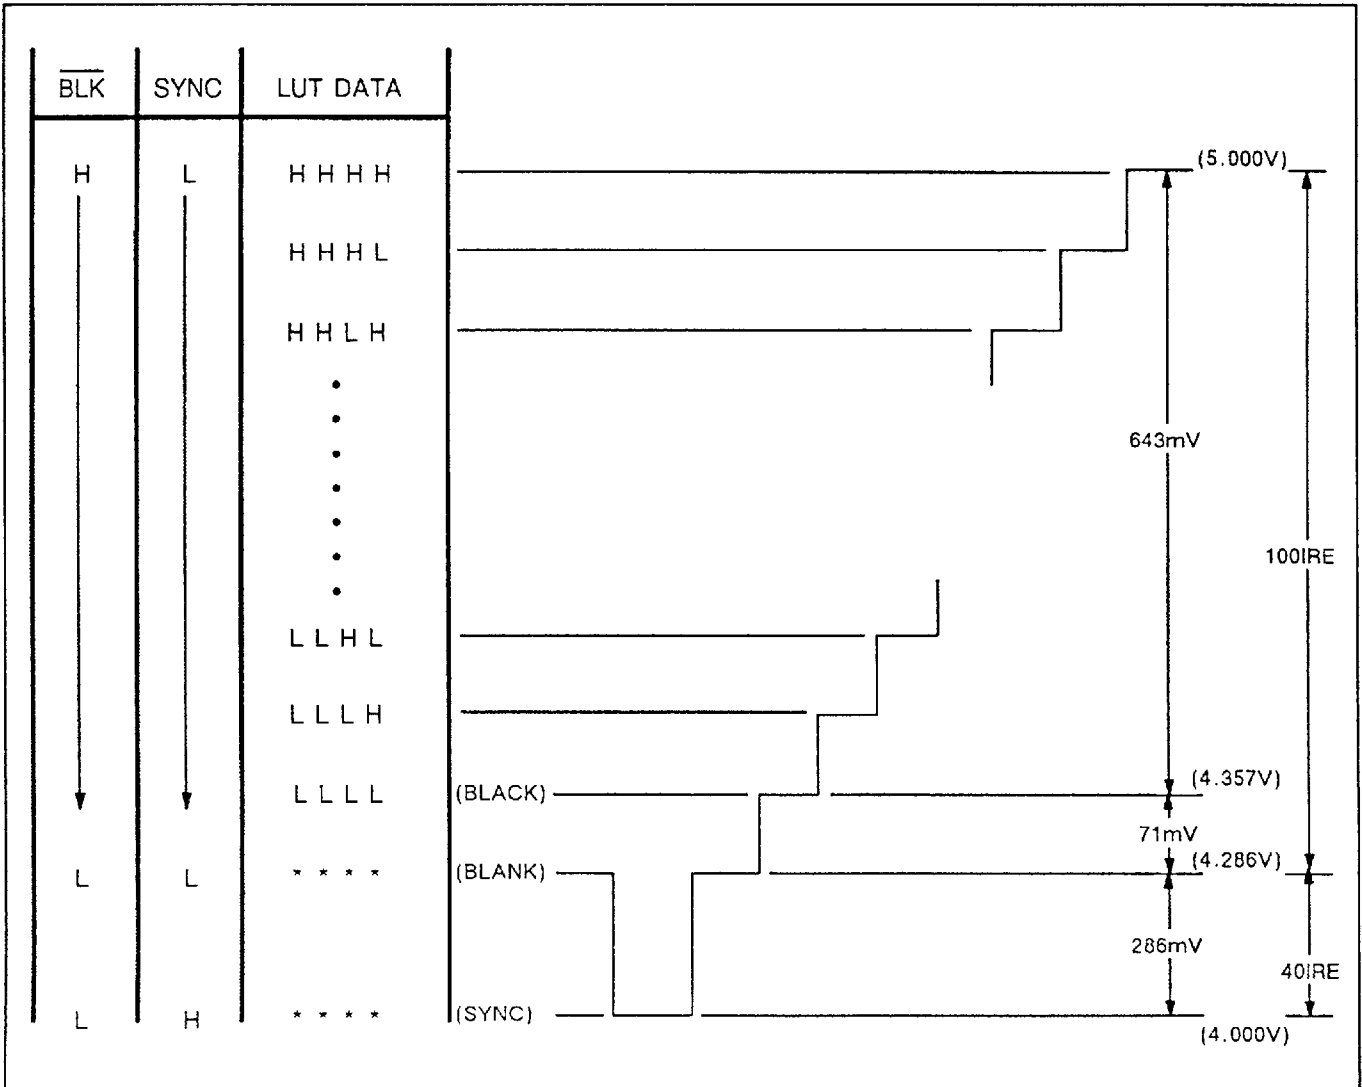 BLK SYNC LUT DATA
H L H H H H (5.000V)
H H H L
H H L H
643mV
100IRE
L L H L
L L L H
L L L L (BLACK) (4.357V)
71mV
L L * * * * (BLANK) (4.286V)
286mV
40IRE
L H * * * * (SYNC)
(4.000V)